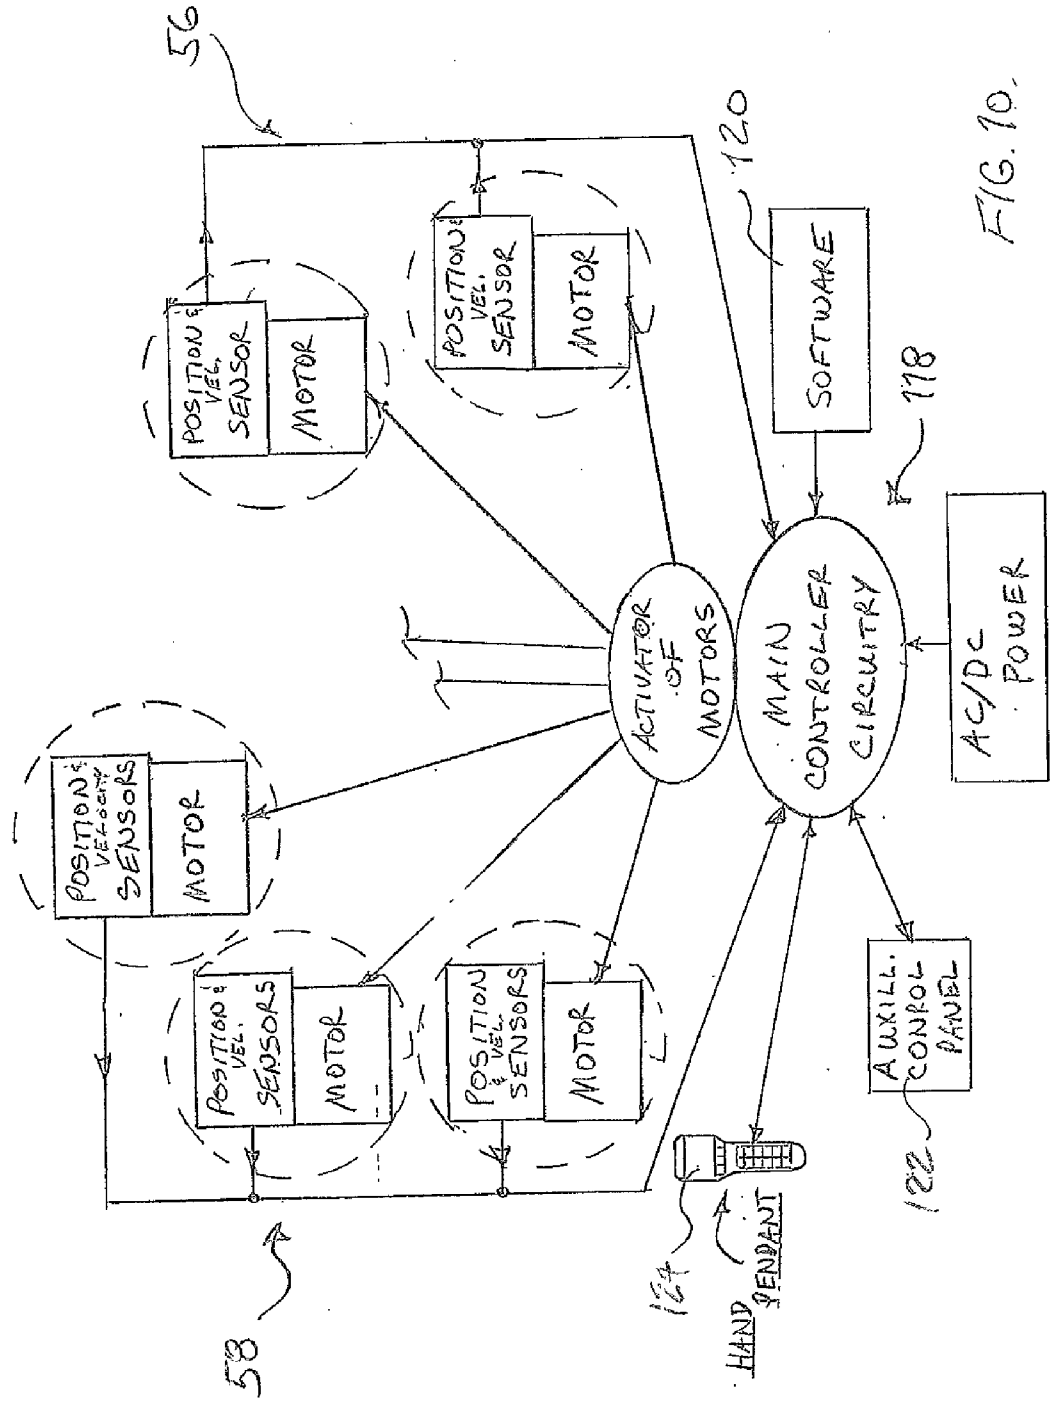 58
56
POSITION &
VELOCITY
SENSORS
MOTOR
POSITION &
VEL.
SENSORS
MOTOR
POSITION
& VEL.
SENSORS
MOTOR
POSITION &
VEL.
SENSOR
MOTOR
POSITION &
VEL.
SENSOR
MOTOR
ACTIVATOR
OF
MOTORS
MAIN
CONTROLLER
CIRCUITRY
124
HAND
PENDANT
122
AUXILL.
CONROL
PANEL
AC/DC
POWER
118
SOFTWARE
120
FIG. 10.